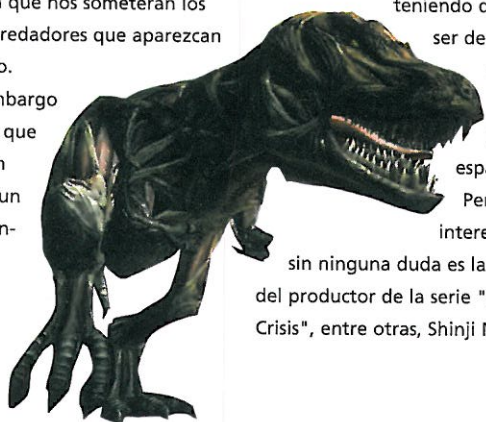 que nos someterán los
redadores que aparezcan
o.
mbargo
que
n
un
n-
teniendo
ser de
espa
Per
intere
sin ninguna duda es la
del productor de la serie "
Crisis", entre otras, Shinji